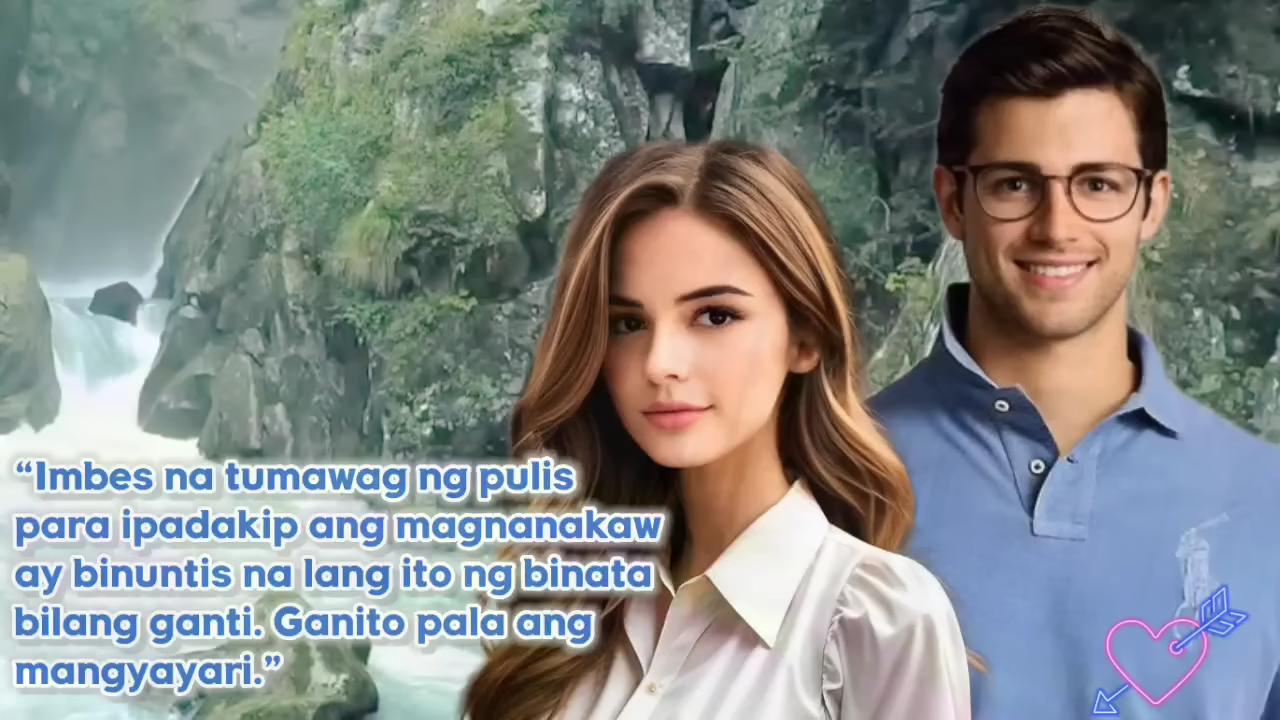 “Imbes na tumawag ng pulis
para ipadakip ang magnanakaw
ay binuntis na lang ito ng binata
bilang ganti. Ganito pala ang
mangyayari.”